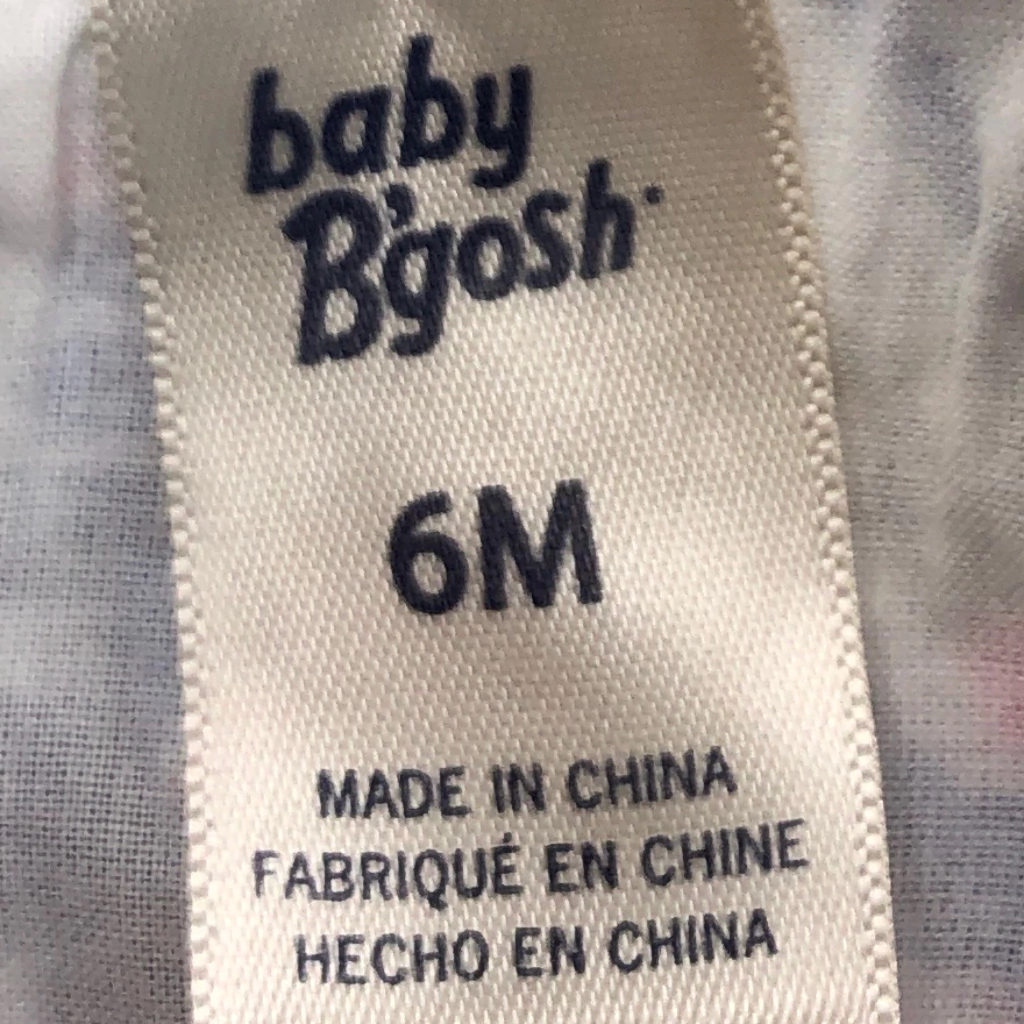 baby
B'gosh
6M
MADE IN CHINA
FABRIQUÉ EN CHINE
HECHO EN CHINA